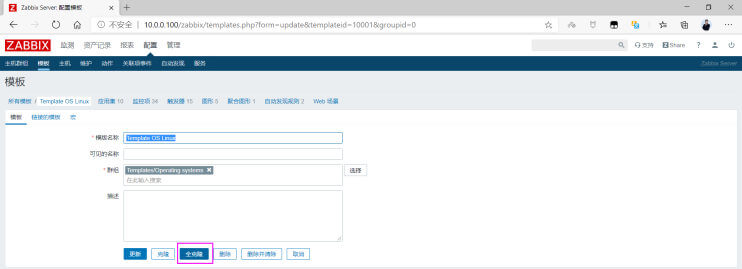 Zabbix Server: 配置模板
不安全 | 10.0.0.100/zabbix/templates.php?form=update&templateid=10001&groupid=0
ZABBIX 监测 资产记录 报表 配置 管理 支持 Share ?
主机群组 模板 主机 维护 动作 关联项事件 自动发现 服务 Zabbix Server
模板
所有模板 / Template OS Linux 应用集 10 监控项 34 触发器 15 图形 5 聚合图形 1 自动发现规则 2 Web 场景
模板 链接的模板 宏
* 模版名称 Template OS Linux
可见的名称
* 群组 Templates/Operating systems 选择
在此输入搜索
描述
更新 克隆 全克隆 删除 删除并清除 取消